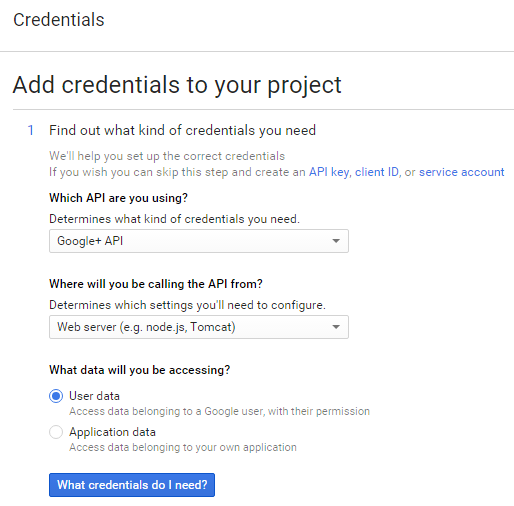 Credentials
Add credentials to your project
1 Find out what kind of credentials you need
We'll help you set up the correct credentials
If you wish you can skip this step and create an API key, client ID, or service account
Which API are you using?
Determines what kind of credentials you need.
Google+ API
Where will you be calling the API from?
Determines which settings you'll need to configure.
Web server (e.g. node.js, Tomcat)
What data will you be accessing?
User data
Access data belonging to a Google user, with their permission
Application data
Access data belonging to your own application
What credentials do I need?